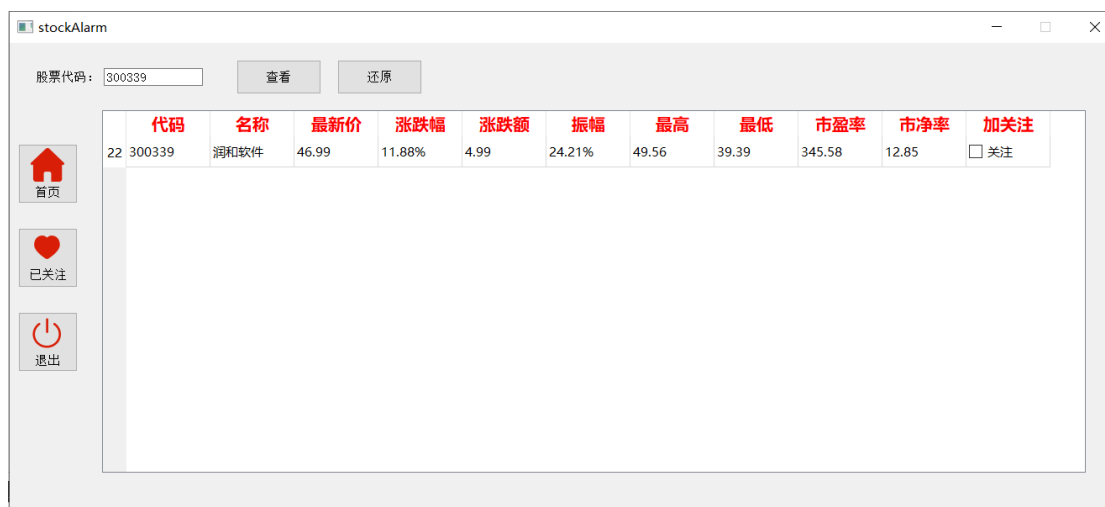 stockAlarm
股票代码： 300339 查看 还原
代码 名称 最新价 涨跌幅 涨跌额 振幅 最高 最低 市盈率 市净率 加关注
22 300339 润和软件 46.99 11.88% 4.99 24.21% 49.56 39.39 345.58 12.85 关注
首页
已关注
退出